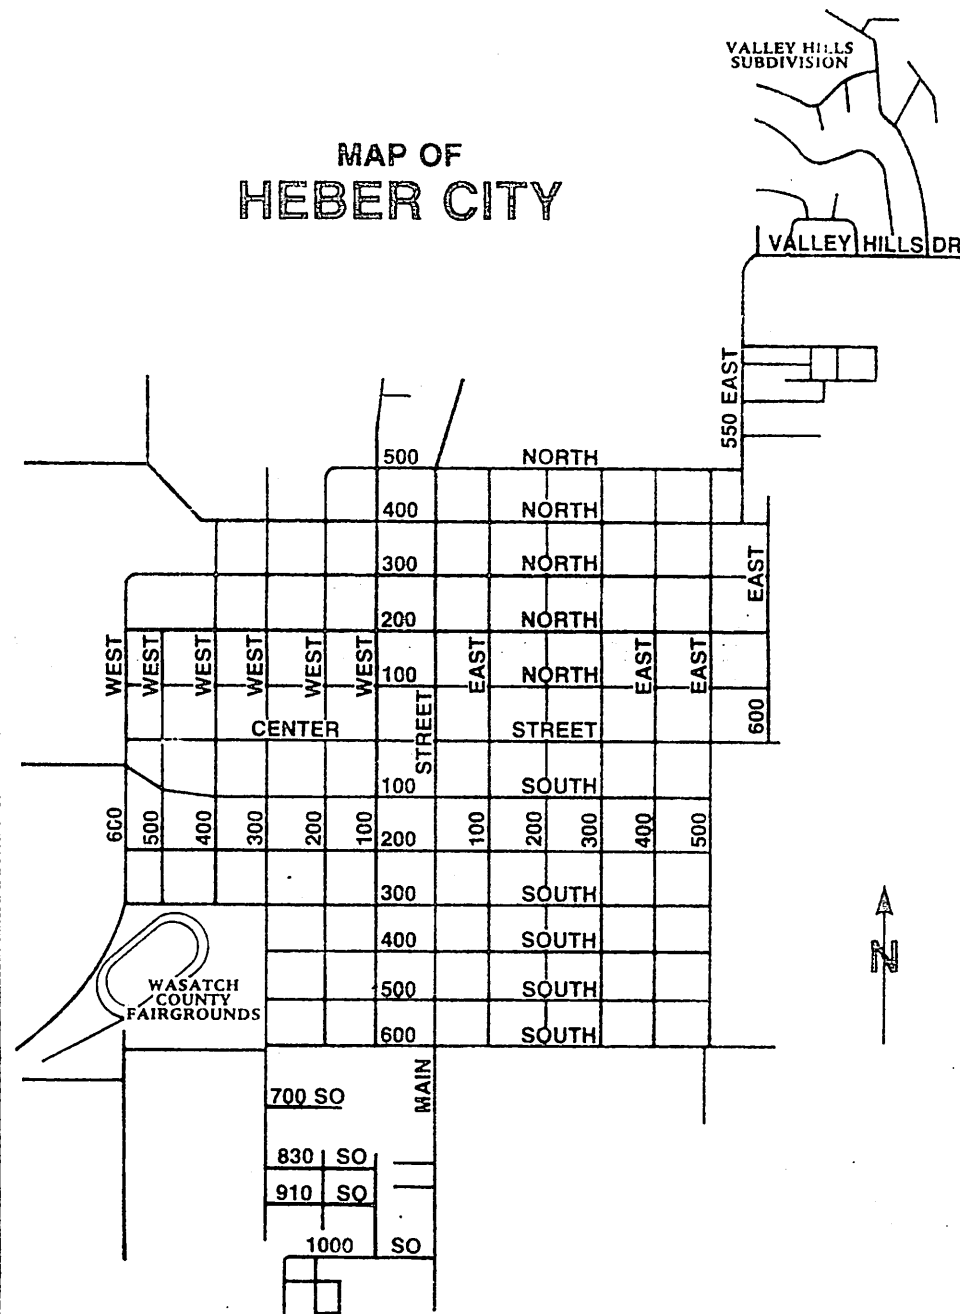 VALLEY HILLS
SUBDIVISION
MAP OF
HEBER CITY
VALLEY HILLS DR
550 EAST
500 NORTH
400 NORTH
300 NORTH
EAST
200 NORTH
WEST WEST WEST WEST WEST WEST EAST EAST EAST
100 NORTH
600
CENTER STREET
STREET
100 SOUTH
600 500 400 300 200 100 100 200 300 400 500
200
300 SOUTH
400 SOUTH
WASATCH
COUNTY
FAIRGROUNDS
500 SOUTH
600 SOUTH
N
MAIN
700 SO
830 SO
910 SO
1000 SO